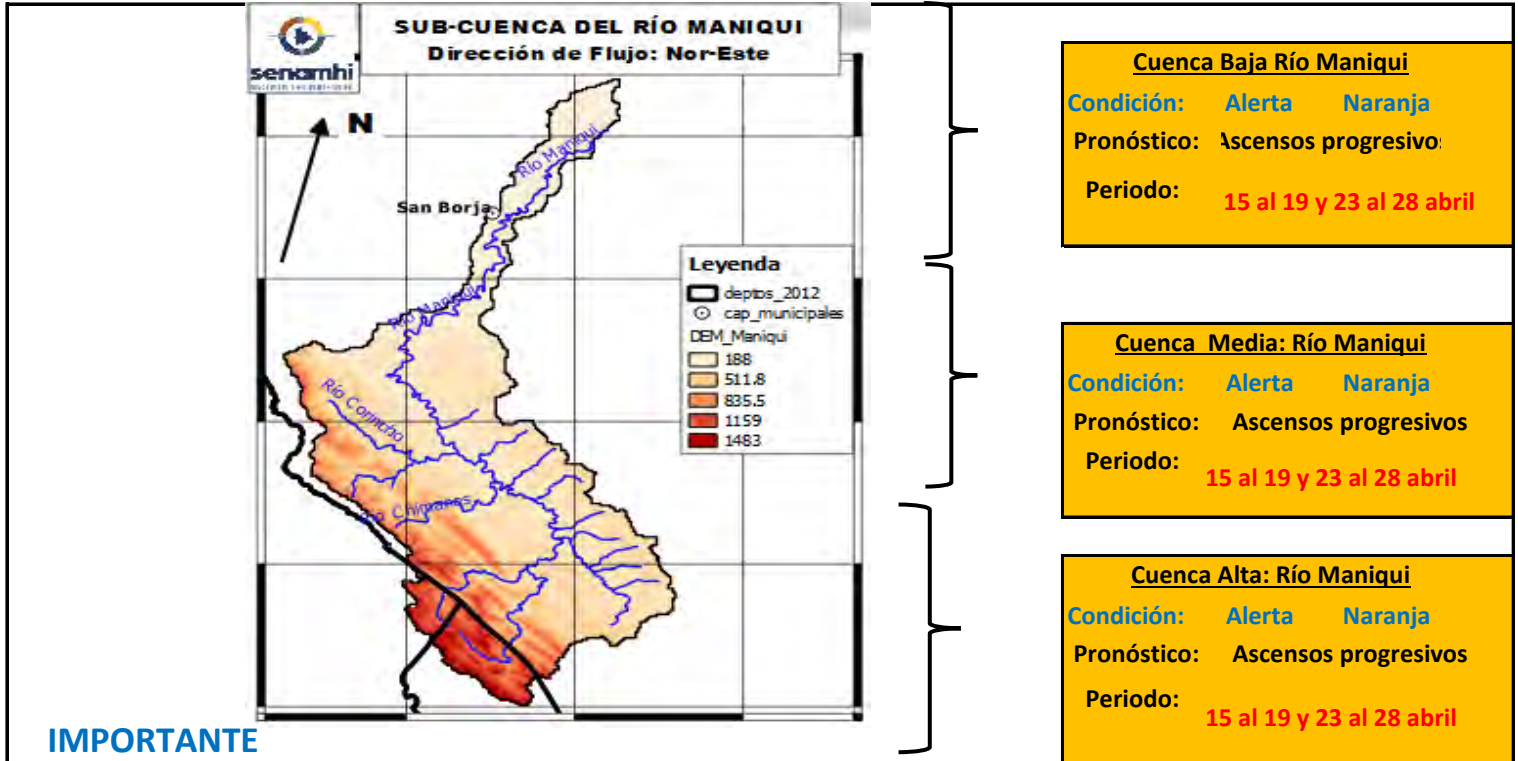 SUB-CUENCA DEL RÍO MANIQUI
Dirección de Flujo: Nor-Este
senamhi
N
Río Maniqui
San Borja
Río Maniqui
Río Chimanes
Leyenda
deptos_2012
cap_municipales
DEM_Maniqui
188
511.8
835.5
1159
1483
Cuenca Baja Río Maniqui
Condición: Alerta Naranja
Pronóstico: Ascensos progresivos
Periodo:
15 al 19 y 23 al 28 abril
Cuenca Media: Río Maniqui
Condición: Alerta Naranja
Pronóstico: Ascensos progresivos
Periodo:
15 al 19 y 23 al 28 abril
Cuenca Alta: Río Maniqui
Condición: Alerta Naranja
Pronóstico: Ascensos progresivos
Periodo:
15 al 19 y 23 al 28 abril
IMPORTANTE